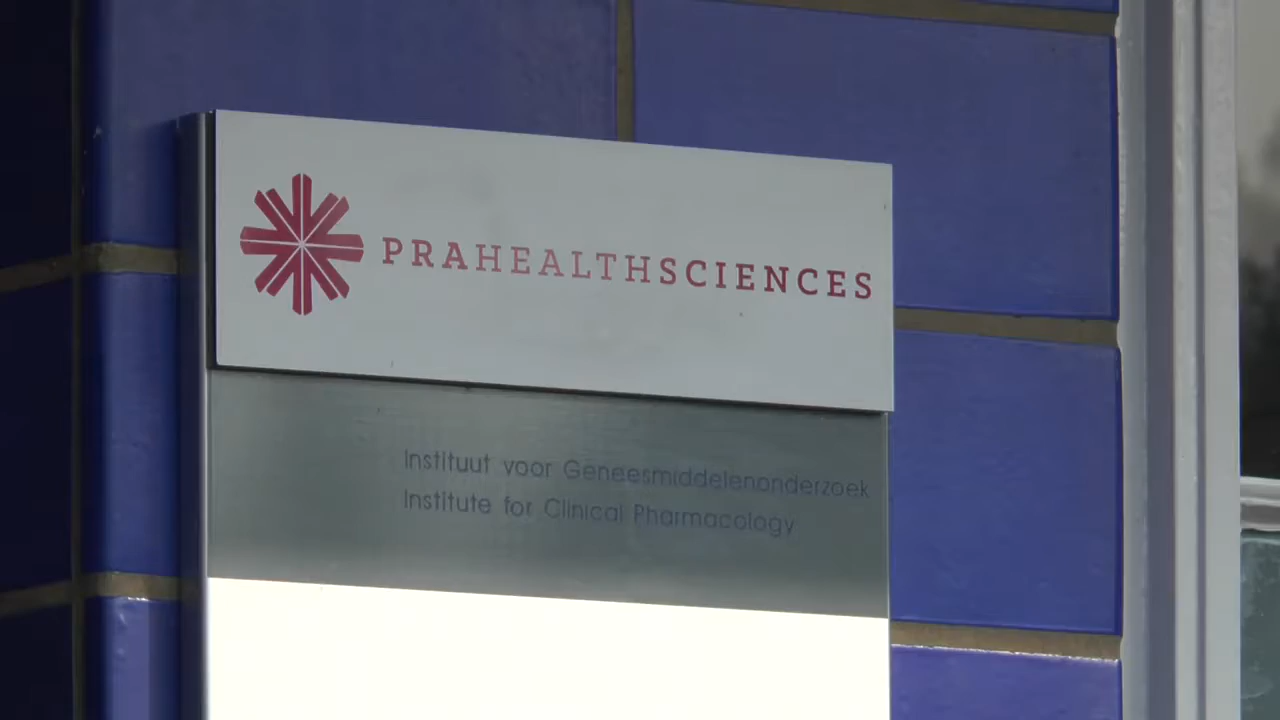 PRAHEALTHSCIENCES
Instituut voor Geneesmiddelenonderzoek
Institute for Clinical Pharmacology